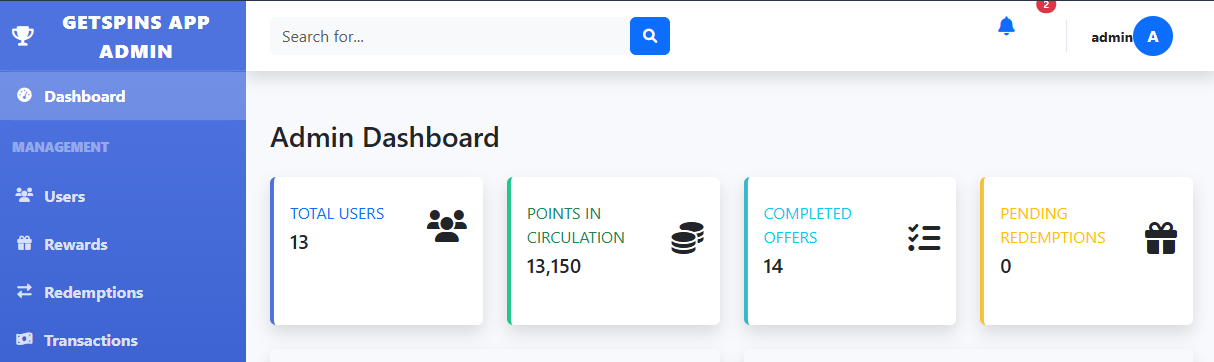 GETSPINS APP
ADMIN
Search for...
2
admin
A
Dashboard
MANAGEMENT
Users
Rewards
Redemptions
Transactions
Admin Dashboard
TOTAL USERS
13
POINTS IN
CIRCULATION
13,150
COMPLETED
OFFERS
14
PENDING
REDEMPTIONS
0